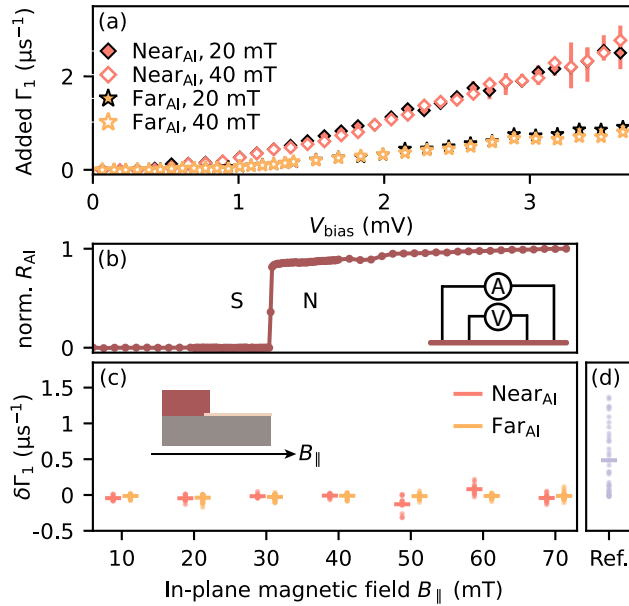 (a)
Added Γ₁ (μs⁻¹)
2
0
Near_Al, 20 mT
Near_Al, 40 mT
Far_Al, 20 mT
Far_Al, 40 mT
0 1 2 3
V_bias (mV)
(b)
norm. R_Al
1
0
S N
A
V
(c)
(d)
δΓ₁ (μs⁻¹)
1.5
1
0.5
0
-0.5
Near_Al
Far_Al
B_∥
10 20 30 40 50 60 70
Ref.
In-plane magnetic field B_∥ (mT)